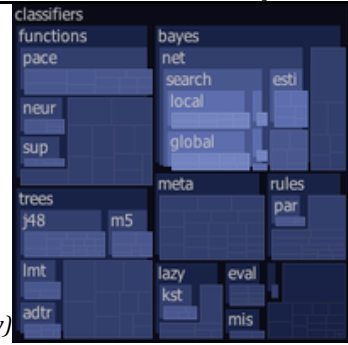 classifiers
functions
pace
neur
sup
bayes
net
search
esti
local
global
trees
j48
m5
lmt
adtr
meta
rules
par
lazy
kst
eval
mis